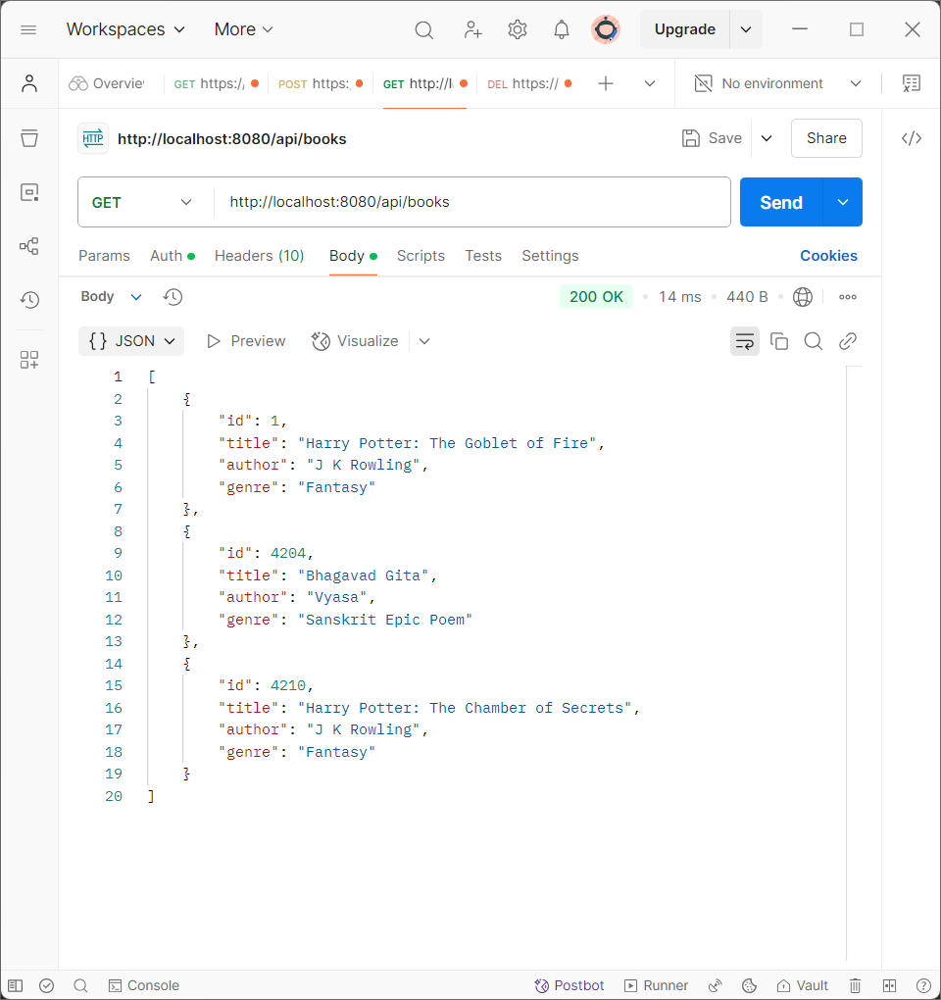 Workspaces More Upgrade
Overvie GET https:/ POST https: GET http://l DEL https:// No environment
HTTP http://localhost:8080/api/books Save Share
GET http://localhost:8080/api/books Send
Params Auth Headers (10) Body Scripts Tests Settings Cookies
Body 200 OK 14 ms 440 B
{} JSON Preview Visualize
1 [
2 {
3 "id": 1,
4 "title": "Harry Potter: The Goblet of Fire",
5 "author": "J K Rowling",
6 "genre": "Fantasy"
7 },
8 {
9 "id": 4204,
10 "title": "Bhagavad Gita",
11 "author": "Vyasa",
12 "genre": "Sanskrit Epic Poem"
13 },
14 {
15 "id": 4210,
16 "title": "Harry Potter: The Chamber of Secrets",
17 "author": "J K Rowling",
18 "genre": "Fantasy"
19 }
20 ]
Console Postbot Runner Vault